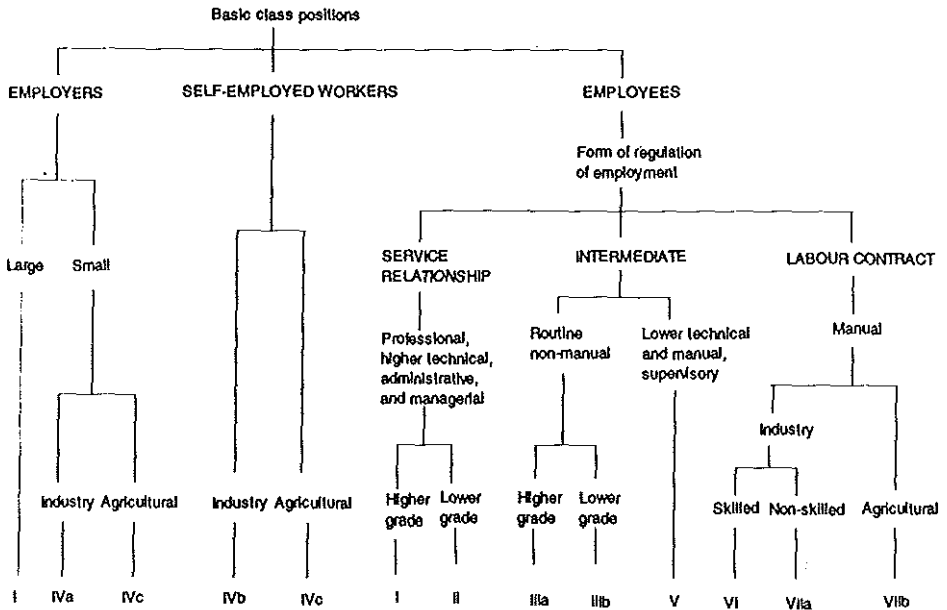 Basic class positions
EMPLOYERS
SELF-EMPLOYED WORKERS
EMPLOYEES
Form of regulation
of employment
Large
Small
SERVICE
RELATIONSHIP
INTERMEDIATE
LABOUR CONTRACT
Professional,
higher technical,
administrative,
and managerial
Routine
non-manual
Lower technical
and manual,
supervisory
Manual
Industry
Industry
Agricultural
Industry
Agricultural
Higher
grade
Lower
grade
Higher
grade
Lower
grade
Skilled
Non-skilled
Agricultural
I
IVa
IVc
IVb
IVc
I
II
IIIa
IIIb
V
VI
VIIa
VIIb